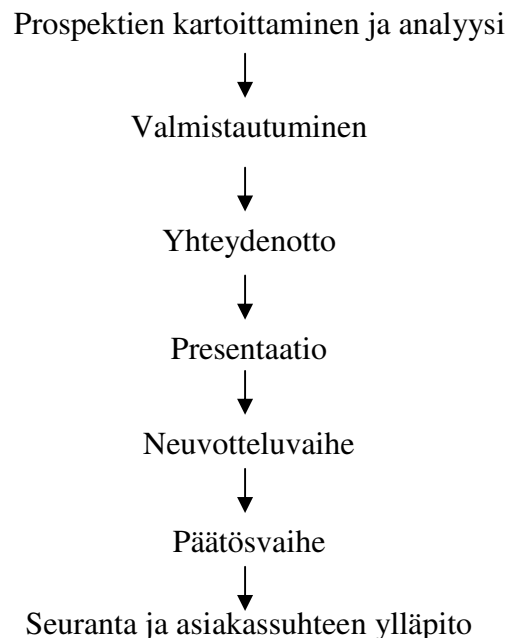 Prospektien kartoittaminen ja analyysi
Valmistautuminen
Yhteydenotto
Presentaatio
Neuvotteluvaihe
Päätösvaihe
Seuranta ja asiakassuhteen ylläpito